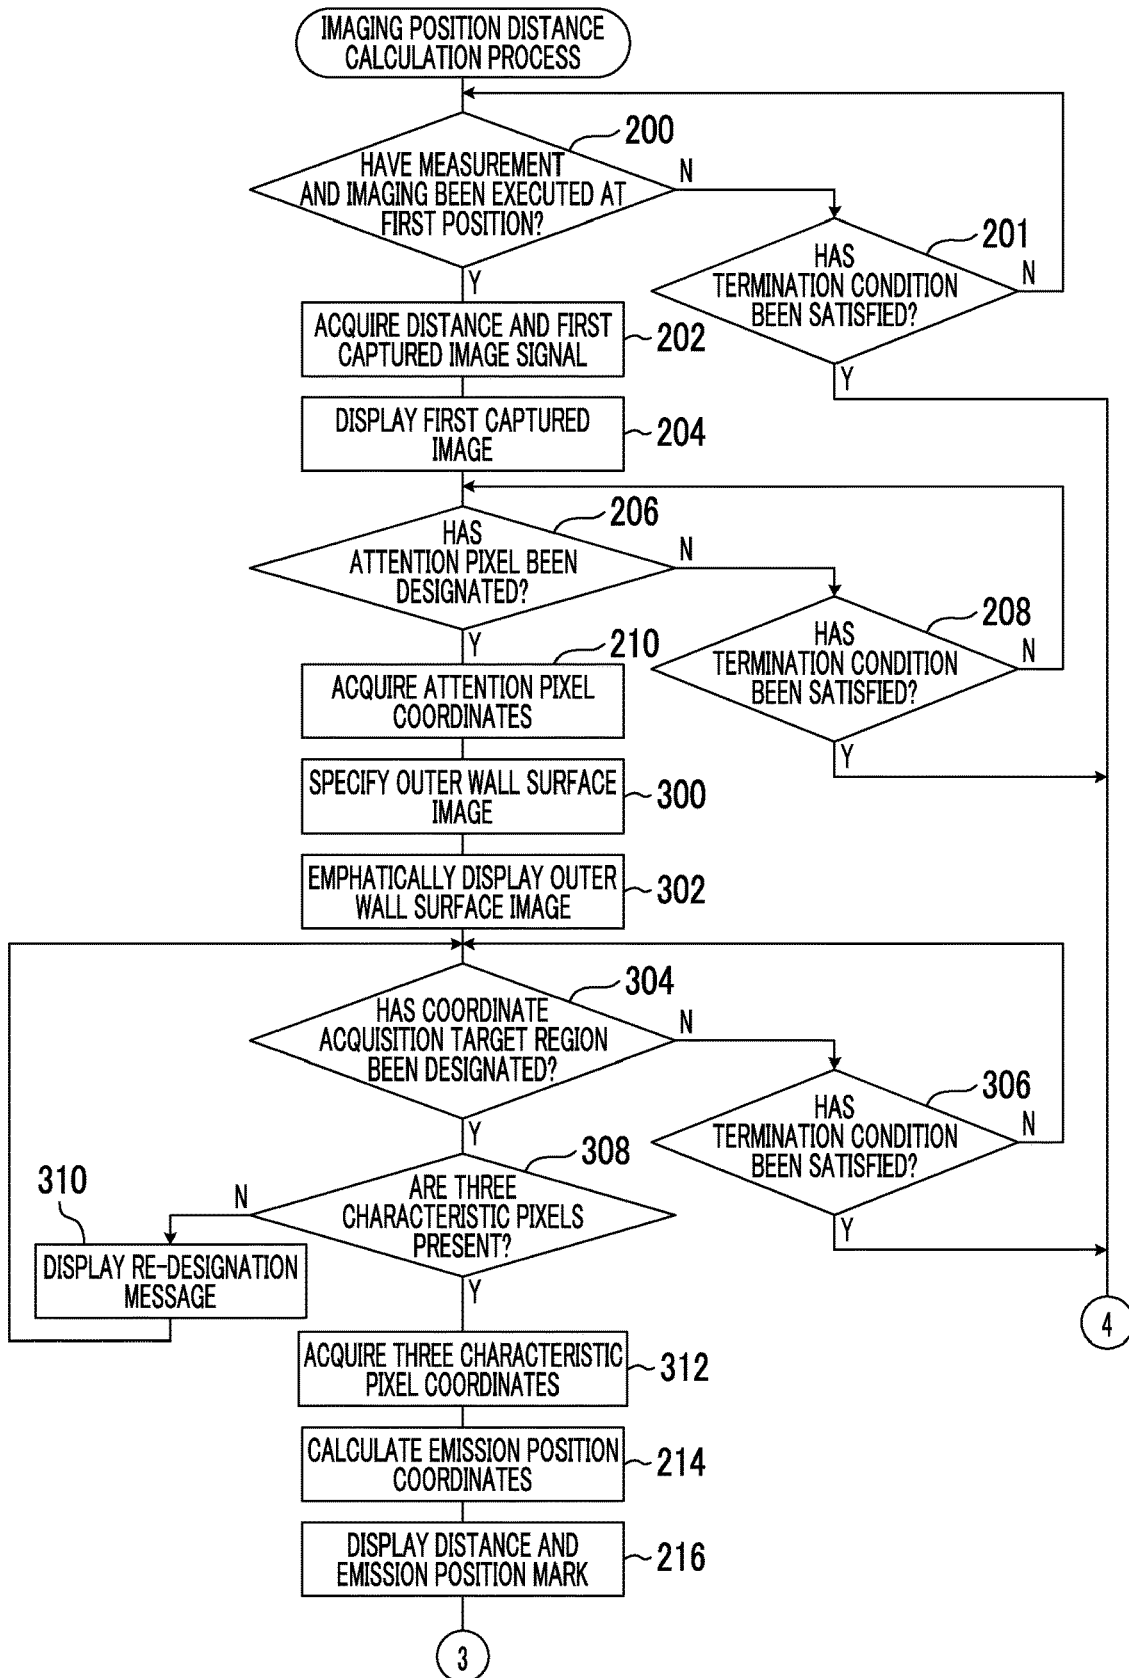 IMAGING POSITION DISTANCE
CALCULATION PROCESS
200
HAVE MEASUREMENT
AND IMAGING BEEN EXECUTED AT
FIRST POSITION?
N
Y
201
HAS
TERMINATION CONDITION
BEEN SATISFIED?
N
Y
ACQUIRE DISTANCE AND FIRST
CAPTURED IMAGE SIGNAL
202
DISPLAY FIRST CAPTURED
IMAGE
204
206
HAS
ATTENTION PIXEL BEEN
DESIGNATED?
N
Y
208
HAS
TERMINATION CONDITION
BEEN SATISFIED?
N
Y
210
ACQUIRE ATTENTION PIXEL
COORDINATES
SPECIFY OUTER WALL SURFACE
IMAGE
300
EMPHATICALLY DISPLAY OUTER
WALL SURFACE IMAGE
302
304
HAS COORDINATE
ACQUISITION TARGET REGION
BEEN DESIGNATED?
N
Y
306
HAS
TERMINATION CONDITION
BEEN SATISFIED?
N
Y
308
ARE THREE
CHARACTERISTIC PIXELS
PRESENT?
N
Y
310
DISPLAY RE-DESIGNATION
MESSAGE
4
ACQUIRE THREE CHARACTERISTIC
PIXEL COORDINATES
312
CALCULATE EMISSION POSITION
COORDINATES
214
DISPLAY DISTANCE AND
EMISSION POSITION MARK
216
3